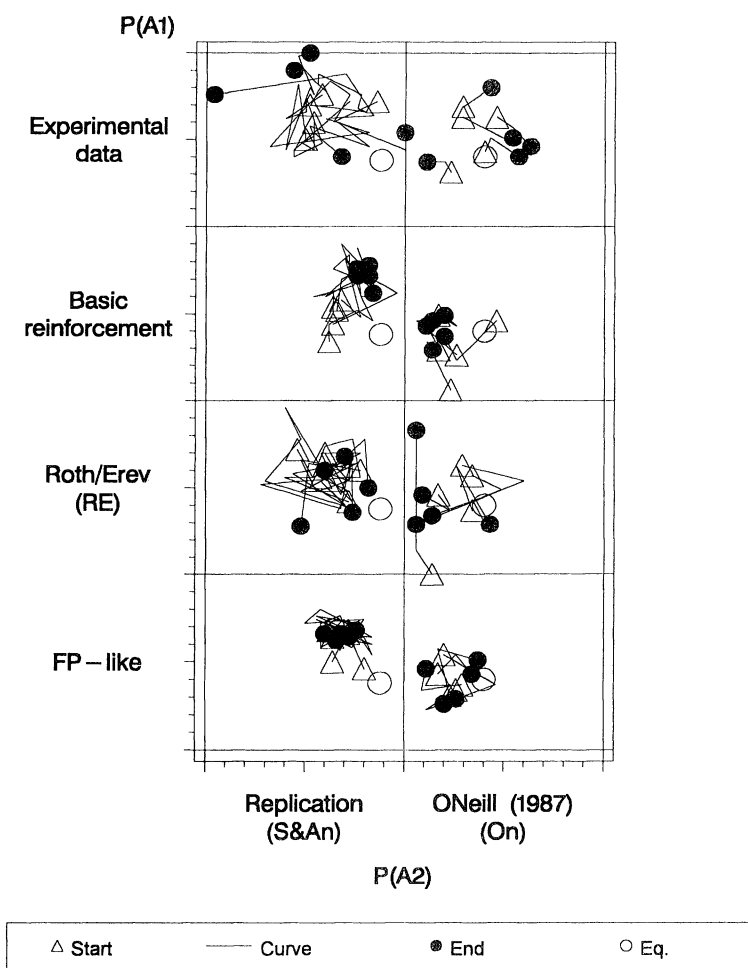 P(A1)
Experimental
data
Basic
reinforcement
Roth/Erev
(RE)
FP-like
Replication
(S&An)
ONeill (1987)
(On)
P(A2)
Start
Curve
End
Eq.